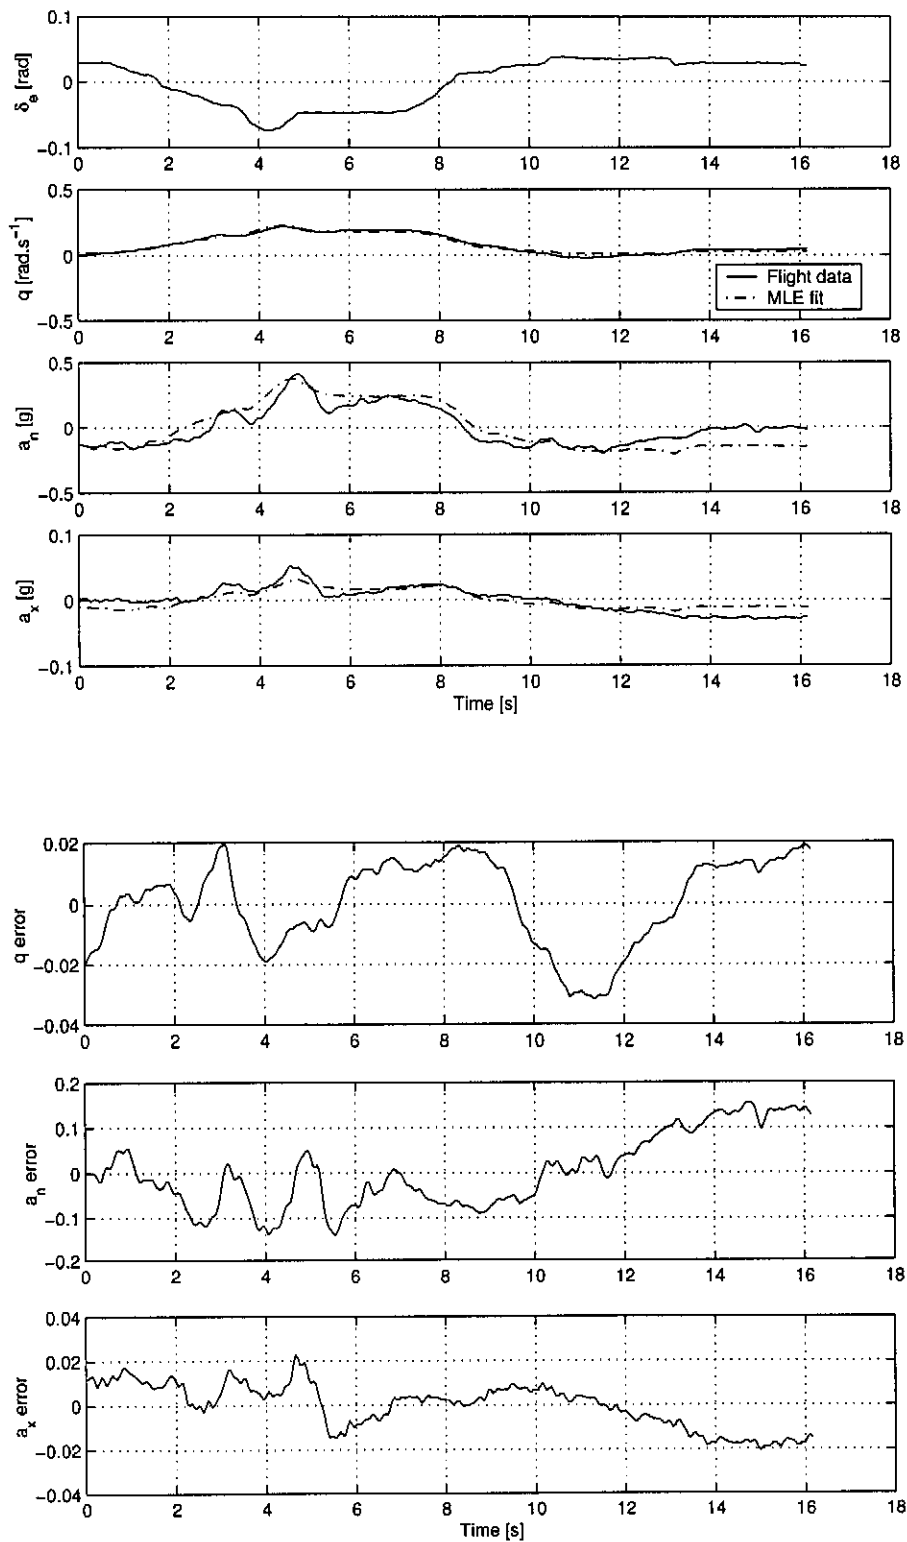 0.1
0
−0.1
δe [rad]
0 2 4 6 8 10 12 14 16 18
0.5
0
−0.5
q [rad.s⁻¹]
Flight data
MLE fit
0 2 4 6 8 10 12 14 16 18
0.5
0
−0.5
an [g]
0 2 4 6 8 10 12 14 16 18
0.1
0
−0.1
ax [g]
0 2 4 6 8 10 12 14 16 18
Time [s]
0.02
0
−0.02
−0.04
q error
0 2 4 6 8 10 12 14 16 18
0.2
0.1
0
−0.1
−0.2
an error
0 2 4 6 8 10 12 14 16 18
0.04
0.02
0
−0.02
−0.04
ax error
0 2 4 6 8 10 12 14 16 18
Time [s]